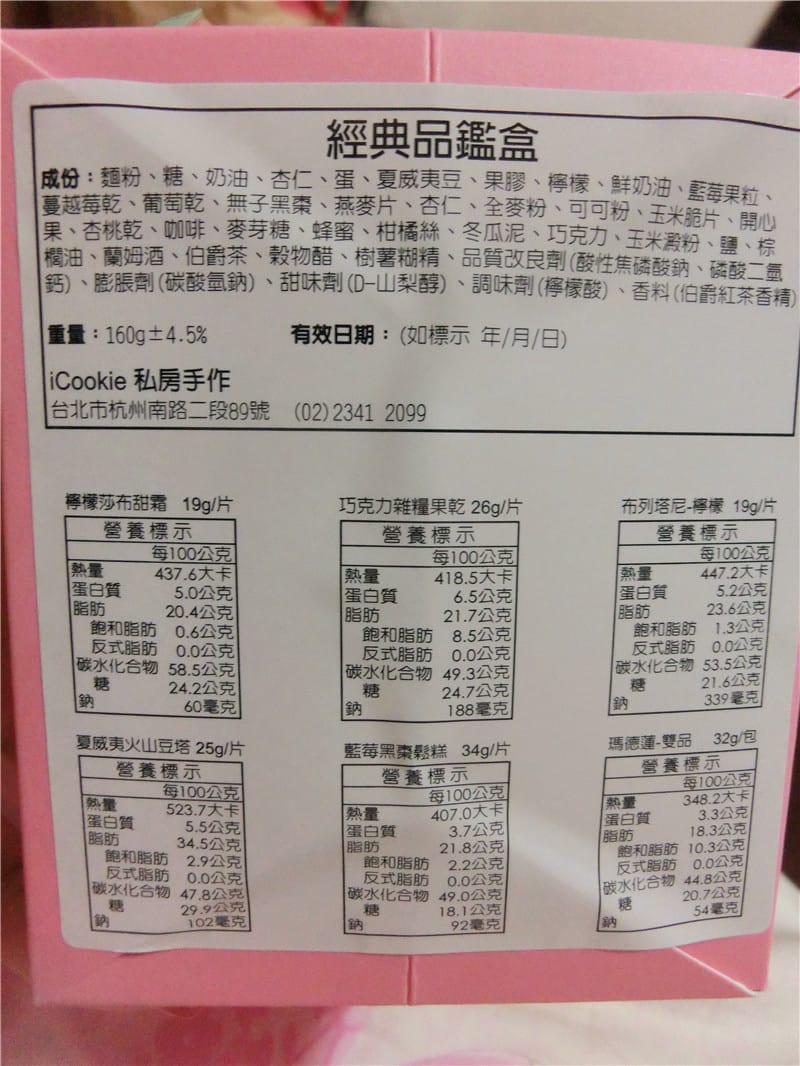 經典品鑑盒
成份：麵粉、糖、奶油、杏仁、蛋、夏威夷豆、果膠、檸檬、鮮奶油、藍莓果粒、
蔓越莓乾、葡萄乾、無子黑棗、燕麥片、杏仁、全麥粉、可可粉、玉米脆片、開心
果、杏桃乾、咖啡、麥芽糖、蜂蜜、柑橘絲、冬瓜泥、巧克力、玉米澱粉、鹽、棕
櫚油、蘭姆酒、伯爵茶、穀物醋、樹薯糊精、品質改良劑(酸性焦磷酸鈉、磷酸二氫
鈣)、膨脹劑(碳酸氫鈉)、甜味劑(D-山梨醇)、調味劑(檸檬酸)、香料(伯爵紅茶香精)
重量：160g±4.5% 有效日期：(如標示 年/月/日)
iCookie 私房手作
台北市杭州南路二段89號 (02)2341 2099
檸檬莎布甜霜 19g/片
營養標示
每100公克
熱量 437.6大卡
蛋白質 5.0公克
脂肪 20.4公克
飽和脂肪 0.6公克
反式脂肪 0.0公克
碳水化合物 58.5公克
糖 24.2公克
鈉 60毫克
巧克力雜糧果乾 26g/片
營養標示
每100公克
熱量 418.5大卡
蛋白質 6.5公克
脂肪 21.7公克
飽和脂肪 8.5公克
反式脂肪 0.0公克
碳水化合物 49.3公克
糖 24.7公克
鈉 188毫克
布列塔尼-檸檬 19g/片
營養標示
每100公克
熱量 447.2大卡
蛋白質 5.2公克
脂肪 23.6公克
飽和脂肪 1.3公克
反式脂肪 0.0公克
碳水化合物 53.5公克
糖 21.6公克
鈉 339毫克
夏威夷火山豆塔 25g/片
營養標示
每100公克
熱量 523.7大卡
蛋白質 5.5公克
脂肪 34.5公克
飽和脂肪 2.9公克
反式脂肪 0.0公克
碳水化合物 47.8公克
糖 29.9公克
鈉 102毫克
藍莓黑棗鬆糕 34g/片
營養標示
每100公克
熱量 407.0大卡
蛋白質 3.7公克
脂肪 21.8公克
飽和脂肪 2.2公克
反式脂肪 0.0公克
碳水化合物 49.0公克
糖 18.1公克
鈉 92毫克
瑪德蓮-雙品 32g/包
營養標示
每100公克
熱量 348.2大卡
蛋白質 3.3公克
脂肪 18.3公克
飽和脂肪 10.3公克
反式脂肪 0.0公克
碳水化合物 44.8公克
糖 20.7公克
鈉 54毫克